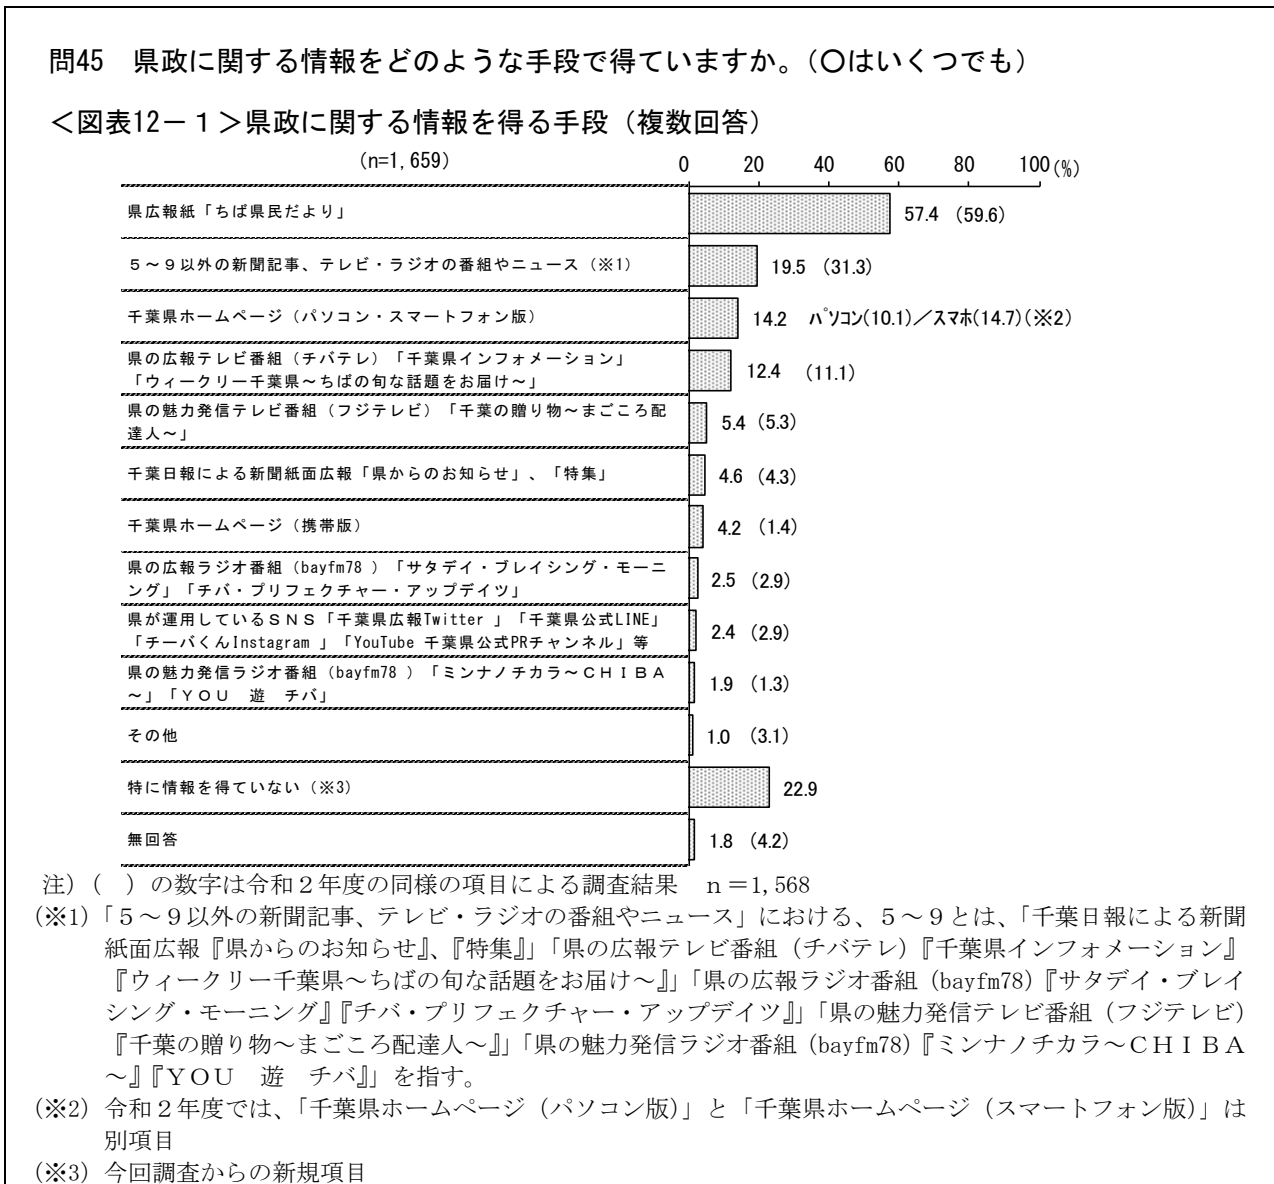 問45　県政に関する情報をどのような手段で得ていますか。（〇はいくつでも）
＜図表12－１＞県政に関する情報を得る手段（複数回答）
(n=1,659)
0 20 40 60 80 100 (%)
県広報紙「ちば県民だより」 57.4 (59.6)
５～９以外の新聞記事、テレビ・ラジオの番組やニュース（※1） 19.5 (31.3)
千葉県ホームページ（パソコン・スマートフォン版） 14.2 ﾊﾟｿｺﾝ(10.1)／ｽﾏﾎ(14.7)(※2)
県の広報テレビ番組（チバテレ）「千葉県インフォメーション」
「ウィークリー千葉県～ちばの旬な話題をお届け～」 12.4 (11.1)
県の魅力発信テレビ番組（フジテレビ）「千葉の贈り物～まごころ配
達人～」 5.4 (5.3)
千葉日報による新聞紙面広報「県からのお知らせ」、「特集」 4.6 (4.3)
千葉県ホームページ（携帯版） 4.2 (1.4)
県の広報ラジオ番組（bayfm78 ）「サタデイ・ブレイシング・モーニ
ング」「チバ・プリフェクチャー・アップデイツ」 2.5 (2.9)
県が運用しているＳＮＳ「千葉県広報Twitter 」「千葉県公式LINE」
「チーバくんInstagram 」「YouTube 千葉県公式PRチャンネル」等 2.4 (2.9)
県の魅力発信ラジオ番組（bayfm78 ）「ミンナノチカラ～ＣＨＩＢＡ
～」「ＹＯＵ　遊　チバ」 1.9 (1.3)
その他 1.0 (3.1)
特に情報を得ていない（※3） 22.9
無回答 1.8 (4.2)
注）（　）の数字は令和２年度の同様の項目による調査結果　ｎ＝1,568
（※1）「５～９以外の新聞記事、テレビ・ラジオの番組やニュース」における、５～９とは、「千葉日報による新聞
紙面広報『県からのお知らせ』、『特集』」「県の広報テレビ番組（チバテレ）『千葉県インフォメーション』
『ウィークリー千葉県～ちばの旬な話題をお届け～』」「県の広報ラジオ番組（bayfm78）『サタデイ・ブレイ
シング・モーニング』『チバ・プリフェクチャー・アップデイツ』」「県の魅力発信テレビ番組（フジテレビ）
『千葉の贈り物～まごころ配達人～』」「県の魅力発信ラジオ番組（bayfm78）『ミンナノチカラ～ＣＨＩＢＡ
～』『ＹＯＵ　遊　チバ』」を指す。
（※2）令和２年度では、「千葉県ホームページ（パソコン版）」と「千葉県ホームページ（スマートフォン版）」は
別項目
（※3）今回調査からの新規項目